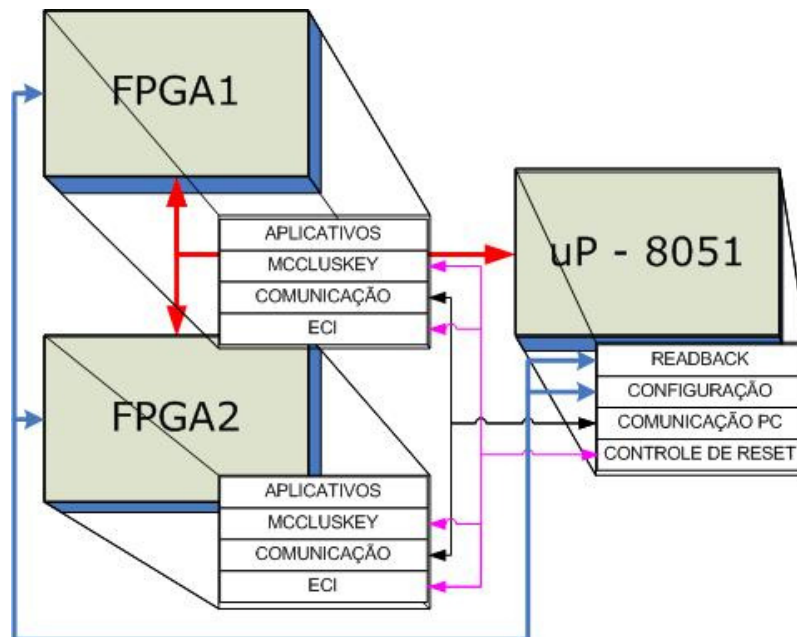 FPGA1
APLICATIVOS
MCCLUSKEY
COMUNICAÇÃO
ECI
uP - 8051
READBACK
CONFIGURAÇÃO
COMUNICAÇÃO PC
CONTROLE DE RESET
FPGA2
APLICATIVOS
MCCLUSKEY
COMUNICAÇÃO
ECI